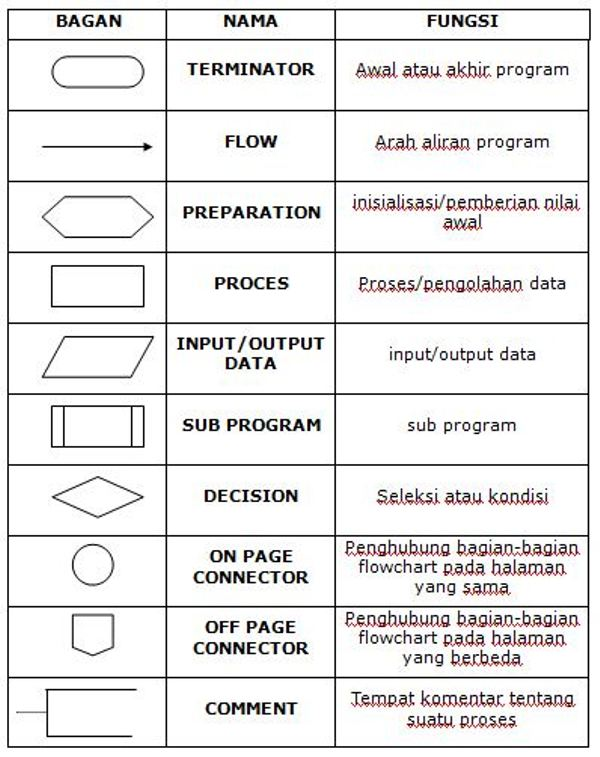 BAGAN NAMA FUNGSI
TERMINATOR Awal atau akhir program
FLOW Arah aliran program
PREPARATION inisialisasi/pemberian nilai
awal
PROCES Proses/pengolahan data
INPUT/OUTPUT
DATA input/output data
SUB PROGRAM sub program
DECISION Seleksi atau kondisi
ON PAGE
CONNECTOR
Penghubung bagian-bagian
flowchart pada halaman
yang sama
OFF PAGE
CONNECTOR
Penghubung bagian-bagian
flowchart pada halaman
yang berbeda
COMMENT
Tempat komentar tentang
suatu proses